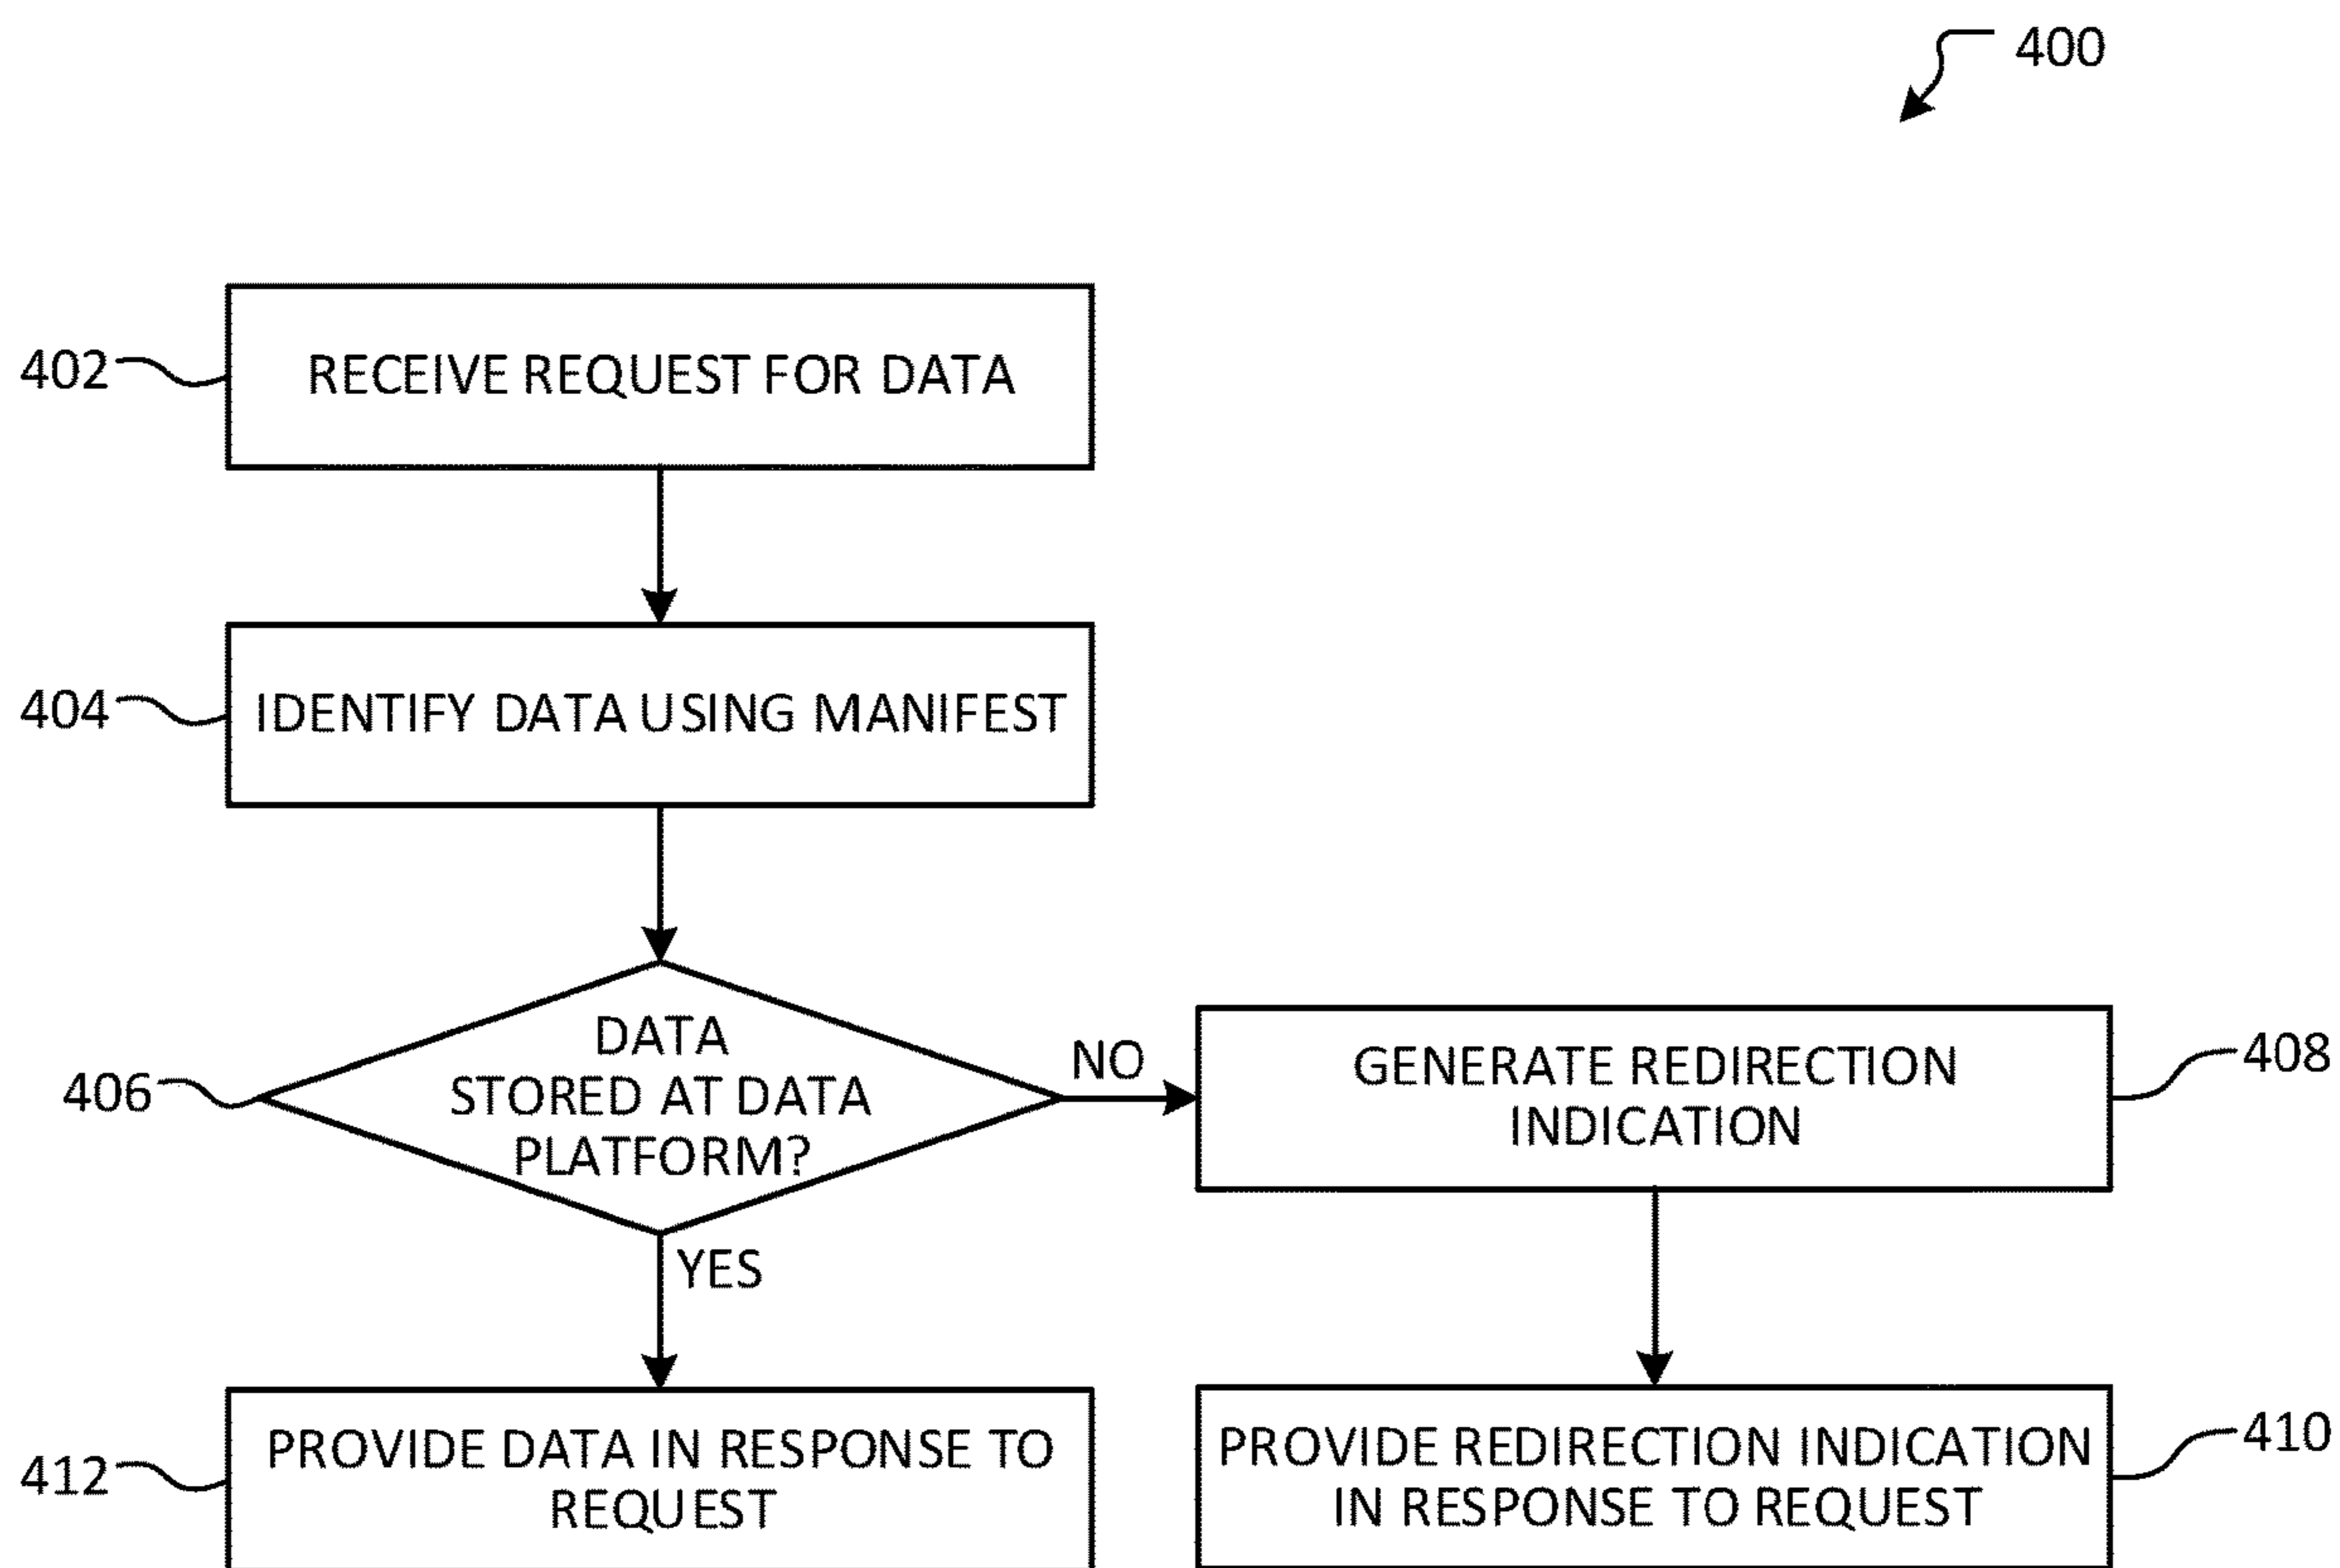 400
402
RECEIVE REQUEST FOR DATA
404
IDENTIFY DATA USING MANIFEST
406
DATA
STORED AT DATA
PLATFORM?
NO
GENERATE REDIRECTION
INDICATION
408
YES
412
PROVIDE DATA IN RESPONSE TO
REQUEST
PROVIDE REDIRECTION INDICATION
IN RESPONSE TO REQUEST
410